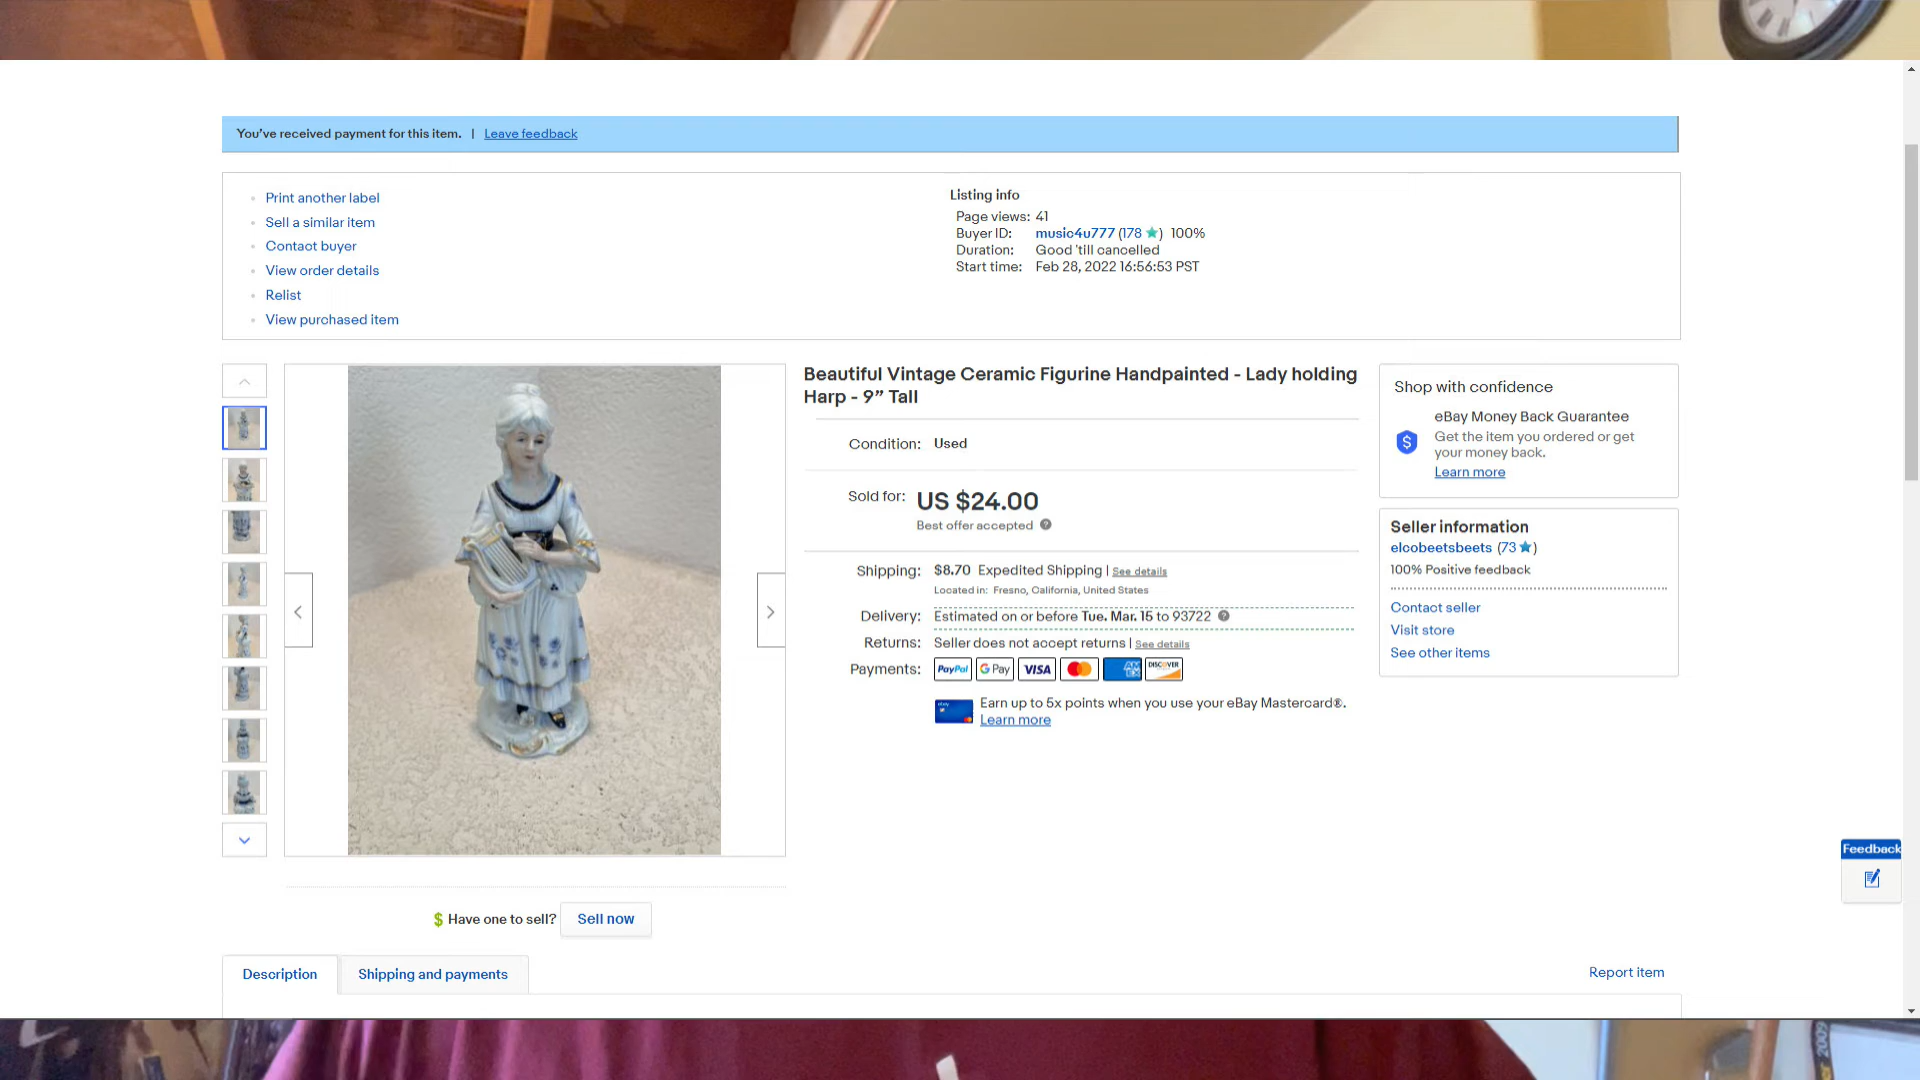 You've received payment for this item. | Leave feedback
Print another label
Sell a similar item
Contact buyer
View order details
Relist
View purchased item
Listing info
Page views: 41
Buyer ID: music4u777 (178 ) 100%
Duration: Good 'till cancelled
Start time: Feb 28, 2022 16:56:53 PST
Beautiful Vintage Ceramic Figurine Handpainted - Lady holding
Harp - 9” Tall
Condition: Used
Sold for: US $24.00
Best offer accepted ?
Shipping: $8.70 Expedited Shipping | See details
Located in: Fresno, California, United States
Delivery: Estimated on or before Tue. Mar. 15 to 93722 ?
Returns: Seller does not accept returns | See details
Payments: PayPal G Pay VISA AM EX DISCOVER
ebay
Earn up to 5x points when you use your eBay Mastercard®.
Learn more
Shop with confidence
eBay Money Back Guarantee
$ Get the item you ordered or get
your money back.
Learn more
Seller information
elcobeetsbeets (73 )
100% Positive feedback
Contact seller
Visit store
See other items
Feedback
$ Have one to sell? Sell now
Description
Shipping and payments
Report item
2009